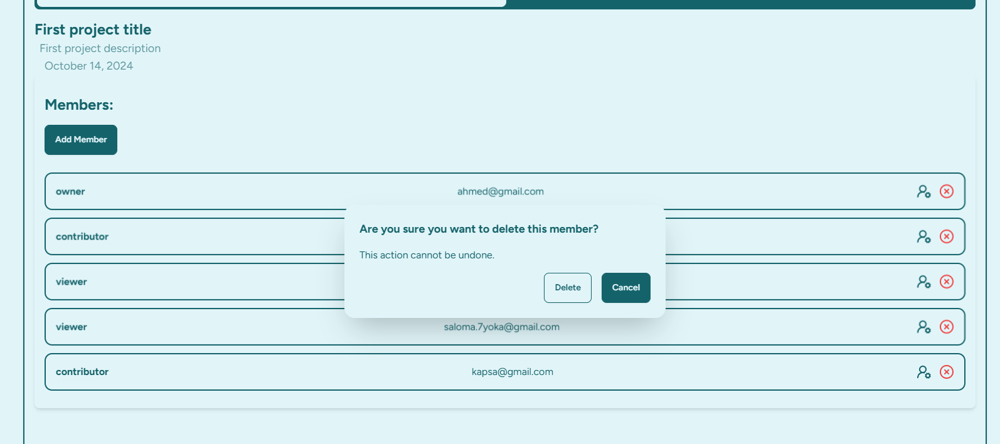 First project title
First project description
October 14, 2024
Members:
Add Member
owner ahmed@gmail.com
contributor
viewer
viewer saloma.7yoka@gmail.com
contributor kapsa@gmail.com
Are you sure you want to delete this member?
This action cannot be undone.
Delete Cancel